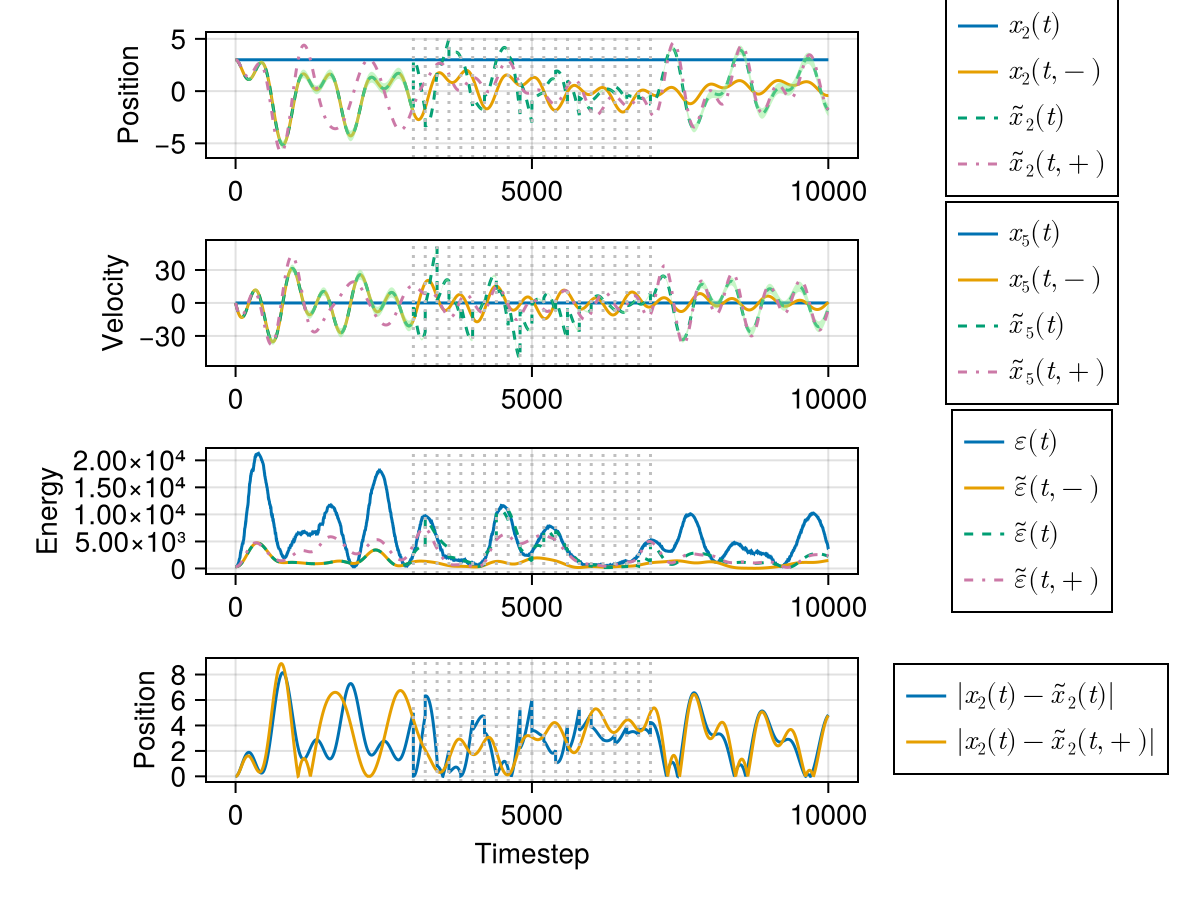 Position
5
0
−5
0
5000
10000
x₂(t)
x₂(t, −)
x̃₂(t)
x̃₂(t, +)
Velocity
30
0
−30
0
5000
10000
x₅(t)
x₅(t, −)
x̃₅(t)
x̃₅(t, +)
Energy
2.00×10⁴
1.50×10⁴
1.00×10⁴
5.00×10³
0
0
5000
10000
ε(t)
ε̃(t, −)
ε̃(t)
ε̃(t, +)
Position
8
6
4
2
0
0
5000
10000
Timestep
|x₂(t) − x̃₂(t)|
|x₂(t) − x̃₂(t, +)|